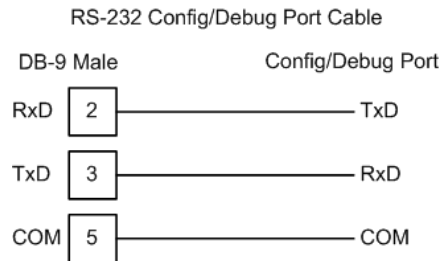 RS-232 Config/Debug Port Cable
DB-9 Male Config/Debug Port
RxD 2 TxD
TxD 3 RxD
COM 5 COM